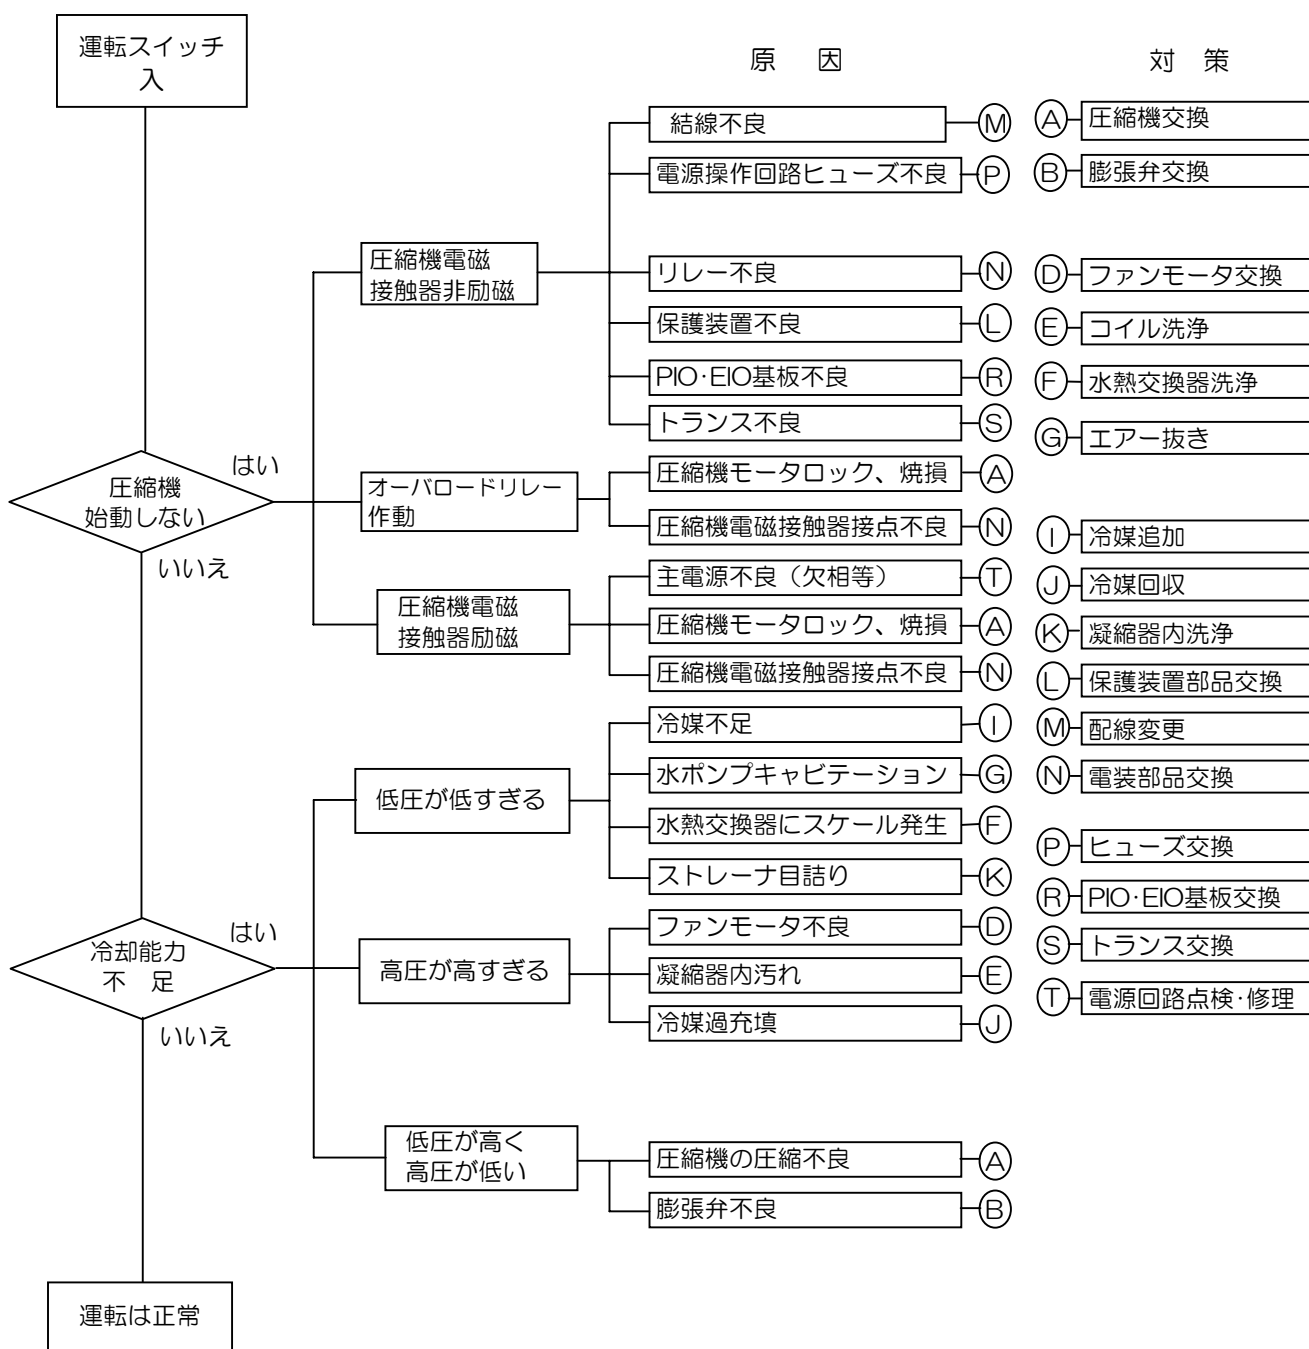 運転スイッチ
入
原 因
対 策
結線不良
M
A
圧縮機交換
電源操作回路ヒューズ不良
P
B
膨張弁交換
圧縮機電磁
接触器非励磁
リレー不良
N
D
ファンモータ交換
保護装置不良
L
E
コイル洗浄
PIO･EIO基板不良
R
F
水熱交換器洗浄
トランス不良
S
G
エアー抜き
圧縮機
始動しない
はい
いいえ
オーバロードリレー
作動
圧縮機モータロック、焼損
A
圧縮機電磁接触器接点不良
N
I
冷媒追加
圧縮機電磁
接触器励磁
主電源不良（欠相等）
T
J
冷媒回収
圧縮機モータロック、焼損
A
K
凝縮器内洗浄
圧縮機電磁接触器接点不良
N
L
保護装置部品交換
冷媒不足
I
M
配線変更
低圧が低すぎる
水ポンプキャビテーション
G
N
電装部品交換
水熱交換器にスケール発生
F
P
ヒューズ交換
ストレーナ目詰り
K
R
PIO･EIO基板交換
冷却能力
不 足
はい
いいえ
高圧が高すぎる
ファンモータ不良
D
S
トランス交換
凝縮器内汚れ
E
T
電源回路点検･修理
冷媒過充填
J
低圧が高く
高圧が低い
圧縮機の圧縮不良
A
膨張弁不良
B
運転は正常